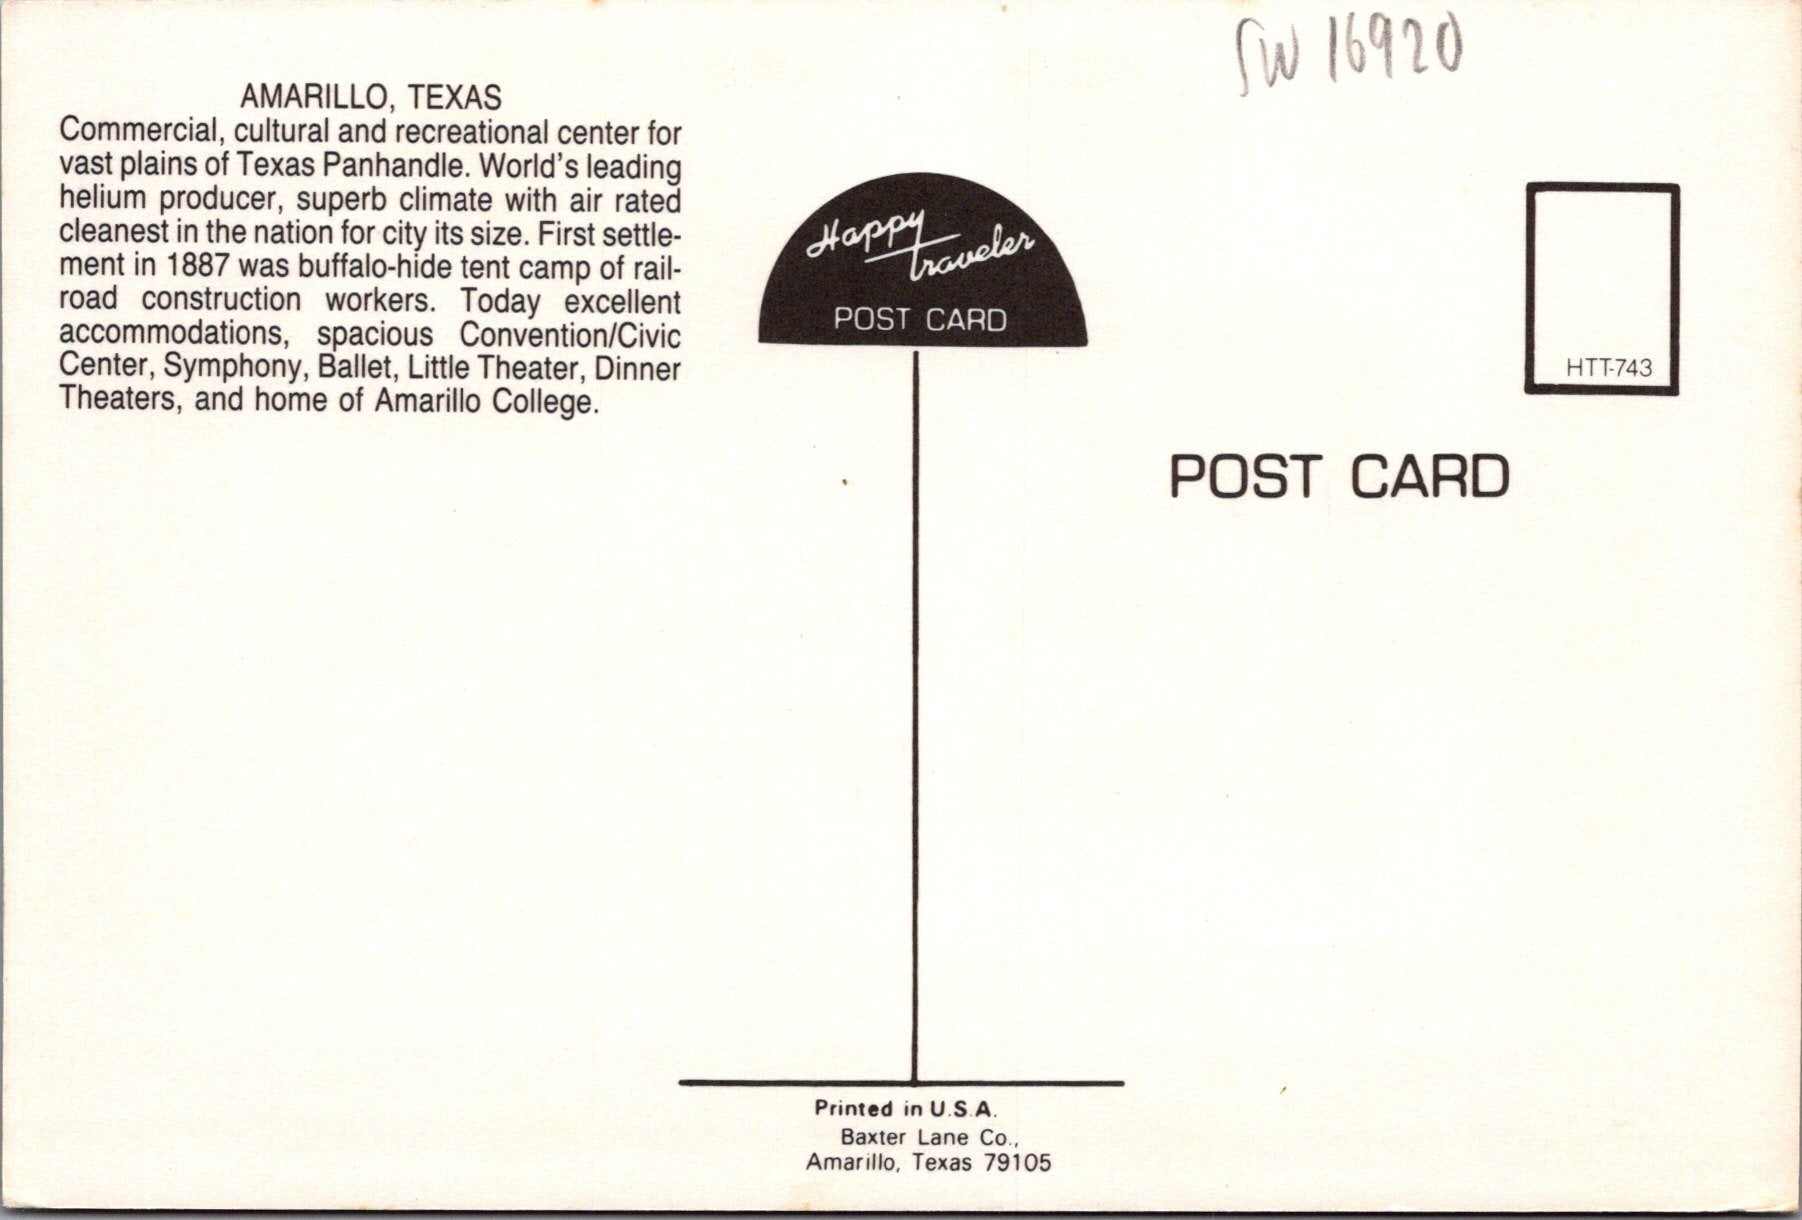 SW 16920
AMARILLO, TEXAS
Commercial, cultural and recreational center for
vast plains of Texas Panhandle. World's leading
helium producer, superb climate with air rated
cleanest in the nation for city its size. First settle-
ment in 1887 was buffalo-hide tent camp of rail-
road construction workers. Today excellent
accommodations, spacious Convention/Civic
Center, Symphony, Ballet, Little Theater, Dinner
Theaters, and home of Amarillo College.
Happy
Traveler
POST CARD
HTT-743
POST CARD
Printed in U.S.A.
Baxter Lane Co.,
Amarillo, Texas 79105